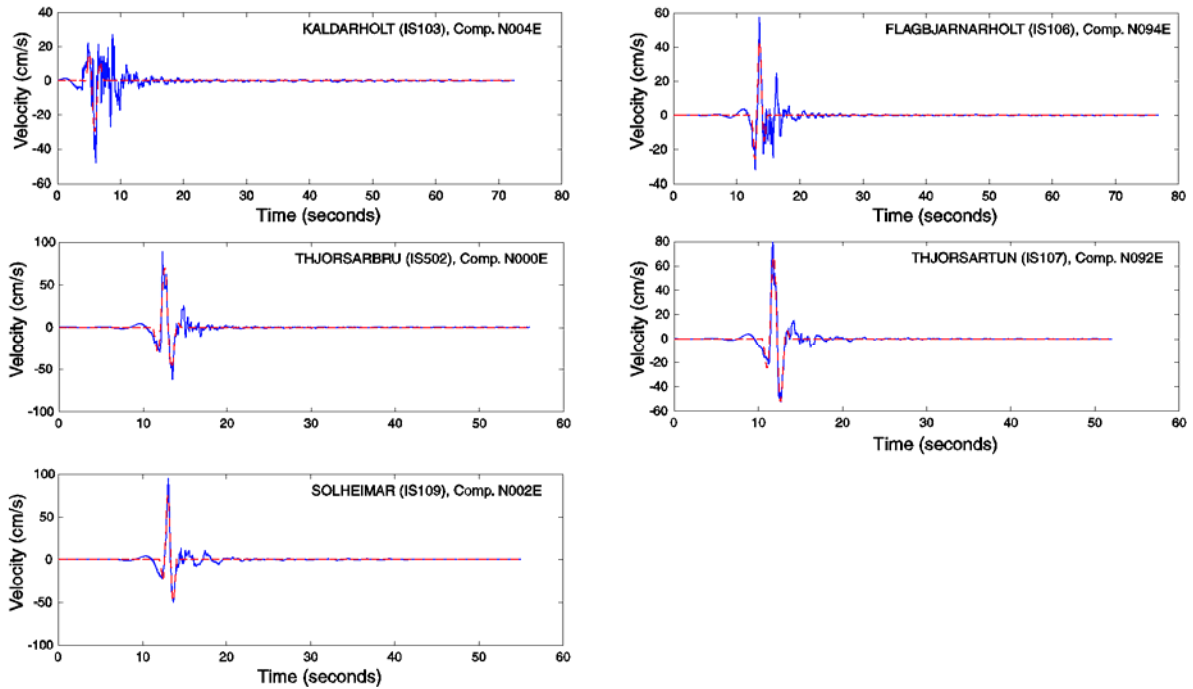 KALDARHOLT (IS103), Comp. N004E
Velocity (cm/s)
40
20
0
-20
-40
-60
0 10 20 30 40 50 60 70 80
Time (seconds)
FLAGBJARNARHOLT (IS106), Comp. N094E
Velocity (cm/s)
60
40
20
0
-20
-40
0 10 20 30 40 50 60 70 80
Time (seconds)
THJORSARBRU (IS502), Comp. N000E
Velocity (cm/s)
100
50
0
-50
-100
0 10 20 30 40 50 60
Time (seconds)
THJORSARTUN (IS107), Comp. N092E
Velocity (cm/s)
80
60
40
20
0
-20
-40
-60
0 10 20 30 40 50 60
Time (seconds)
SOLHEIMAR (IS109), Comp. N002E
Velocity (cm/s)
100
50
0
-50
-100
0 10 20 30 40 50 60
Time (seconds)